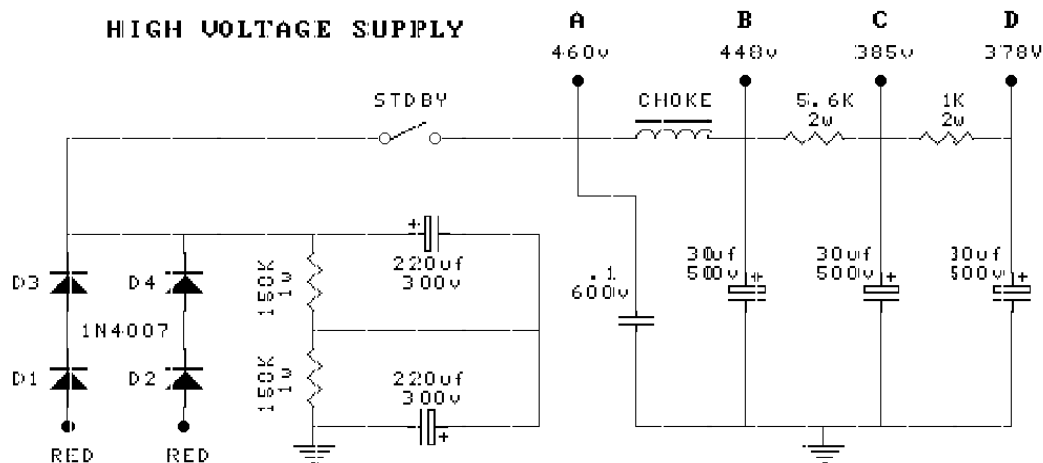 HIGH VOLTAGE SUPPLY
A
B
C
D
460v
448v
385v
378V
STDBY
CHOKE
5.6K
2w
1K
2w
D3
D4
1N4007
D1
D2
RED
RED
150K
1w
150K
1w
+
220uf
300v
220uf
300v
+
.1
600v
30uf
500v
+
30uf
500v
+
30uf
500v
+